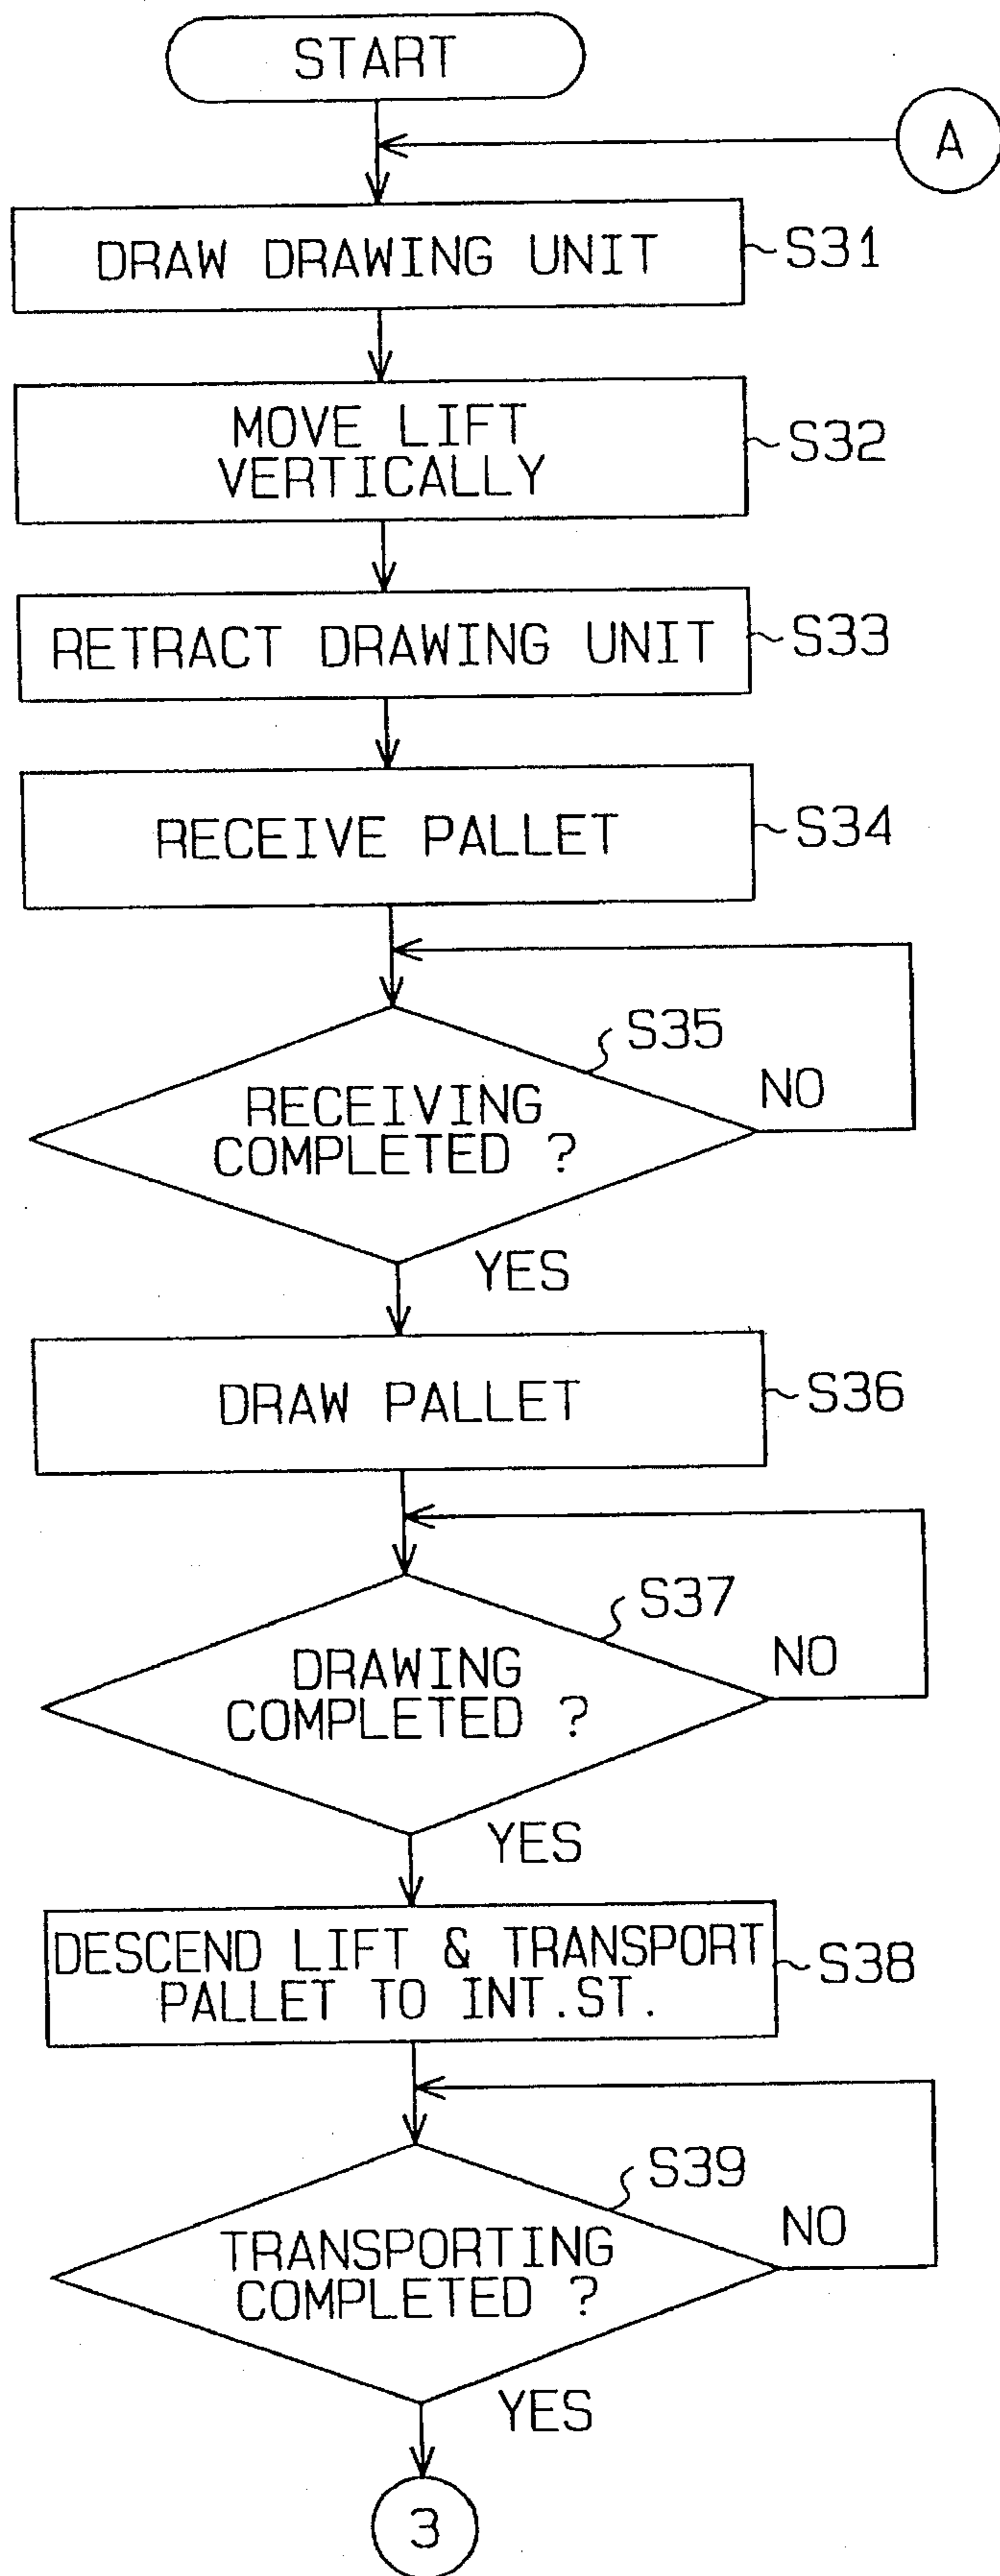 START
A
DRAW DRAWING UNIT
S31
MOVE LIFT
VERTICALLY
S32
RETRACT DRAWING UNIT
S33
RECEIVE PALLET
S34
S35
RECEIVING
COMPLETED ?
NO
YES
DRAW PALLET
S36
S37
DRAWING
COMPLETED ?
NO
YES
DESCEND LIFT & TRANSPORT
PALLET TO INT.ST.
S38
S39
TRANSPORTING
COMPLETED ?
NO
YES
3